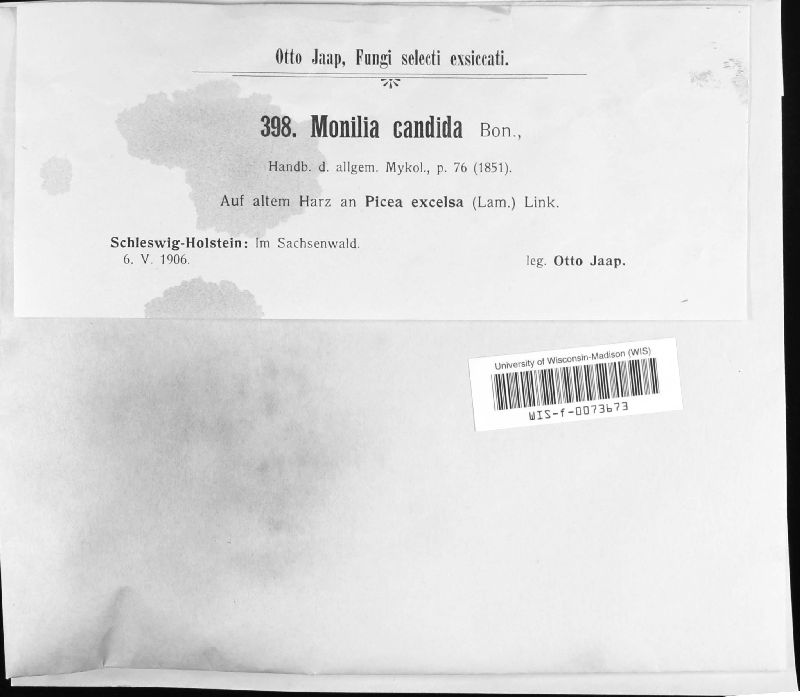 Otto Jaap, Fungi selecti exsiccati.
398. Monilia candida Bon.,
Handb. d. allgem. Mykol., p. 76 (1851).
Auf altem Harz an Picea excelsa (Lam.) Link.
Schleswig-Holstein: Im Sachsenwald.
6. V. 1906.
leg. Otto Jaap.
University of Wisconsin-Madison (WIS)
WIS-f-0073673